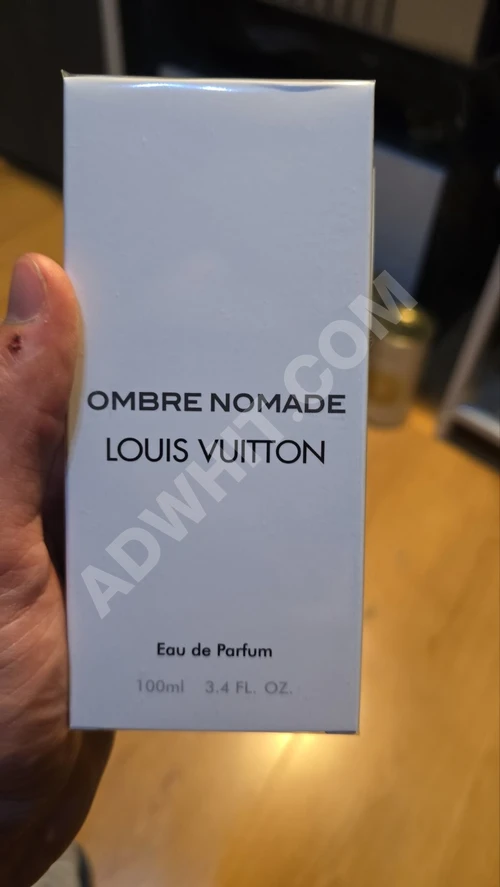 OMBRE NOMADE
LOUIS VUITTON
Eau de Parfum
100ml 3.4 FL. OZ.
ADWHIT.COM